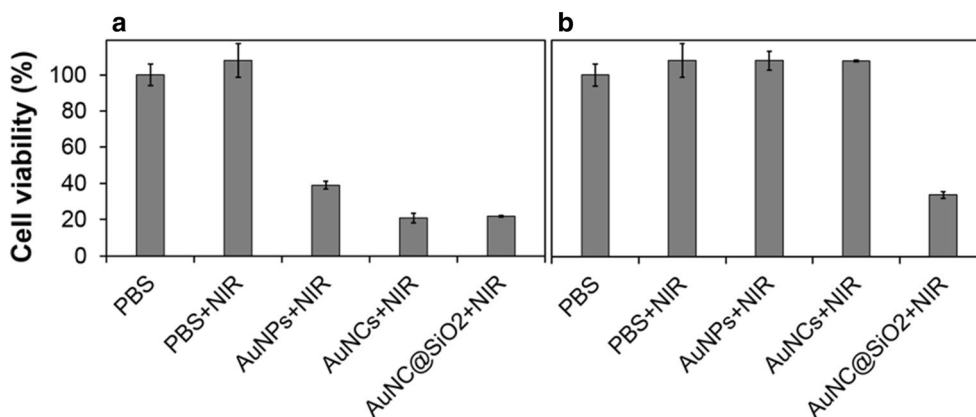 a
b
Cell viability (%)
100
80
60
40
20
0
PBS
PBS+NIR
AuNPs+NIR
AuNCs+NIR
AuNC@SiO2+NIR
PBS
PBS+NIR
AuNPs+NIR
AuNCs+NIR
AuNC@SiO2+NIR